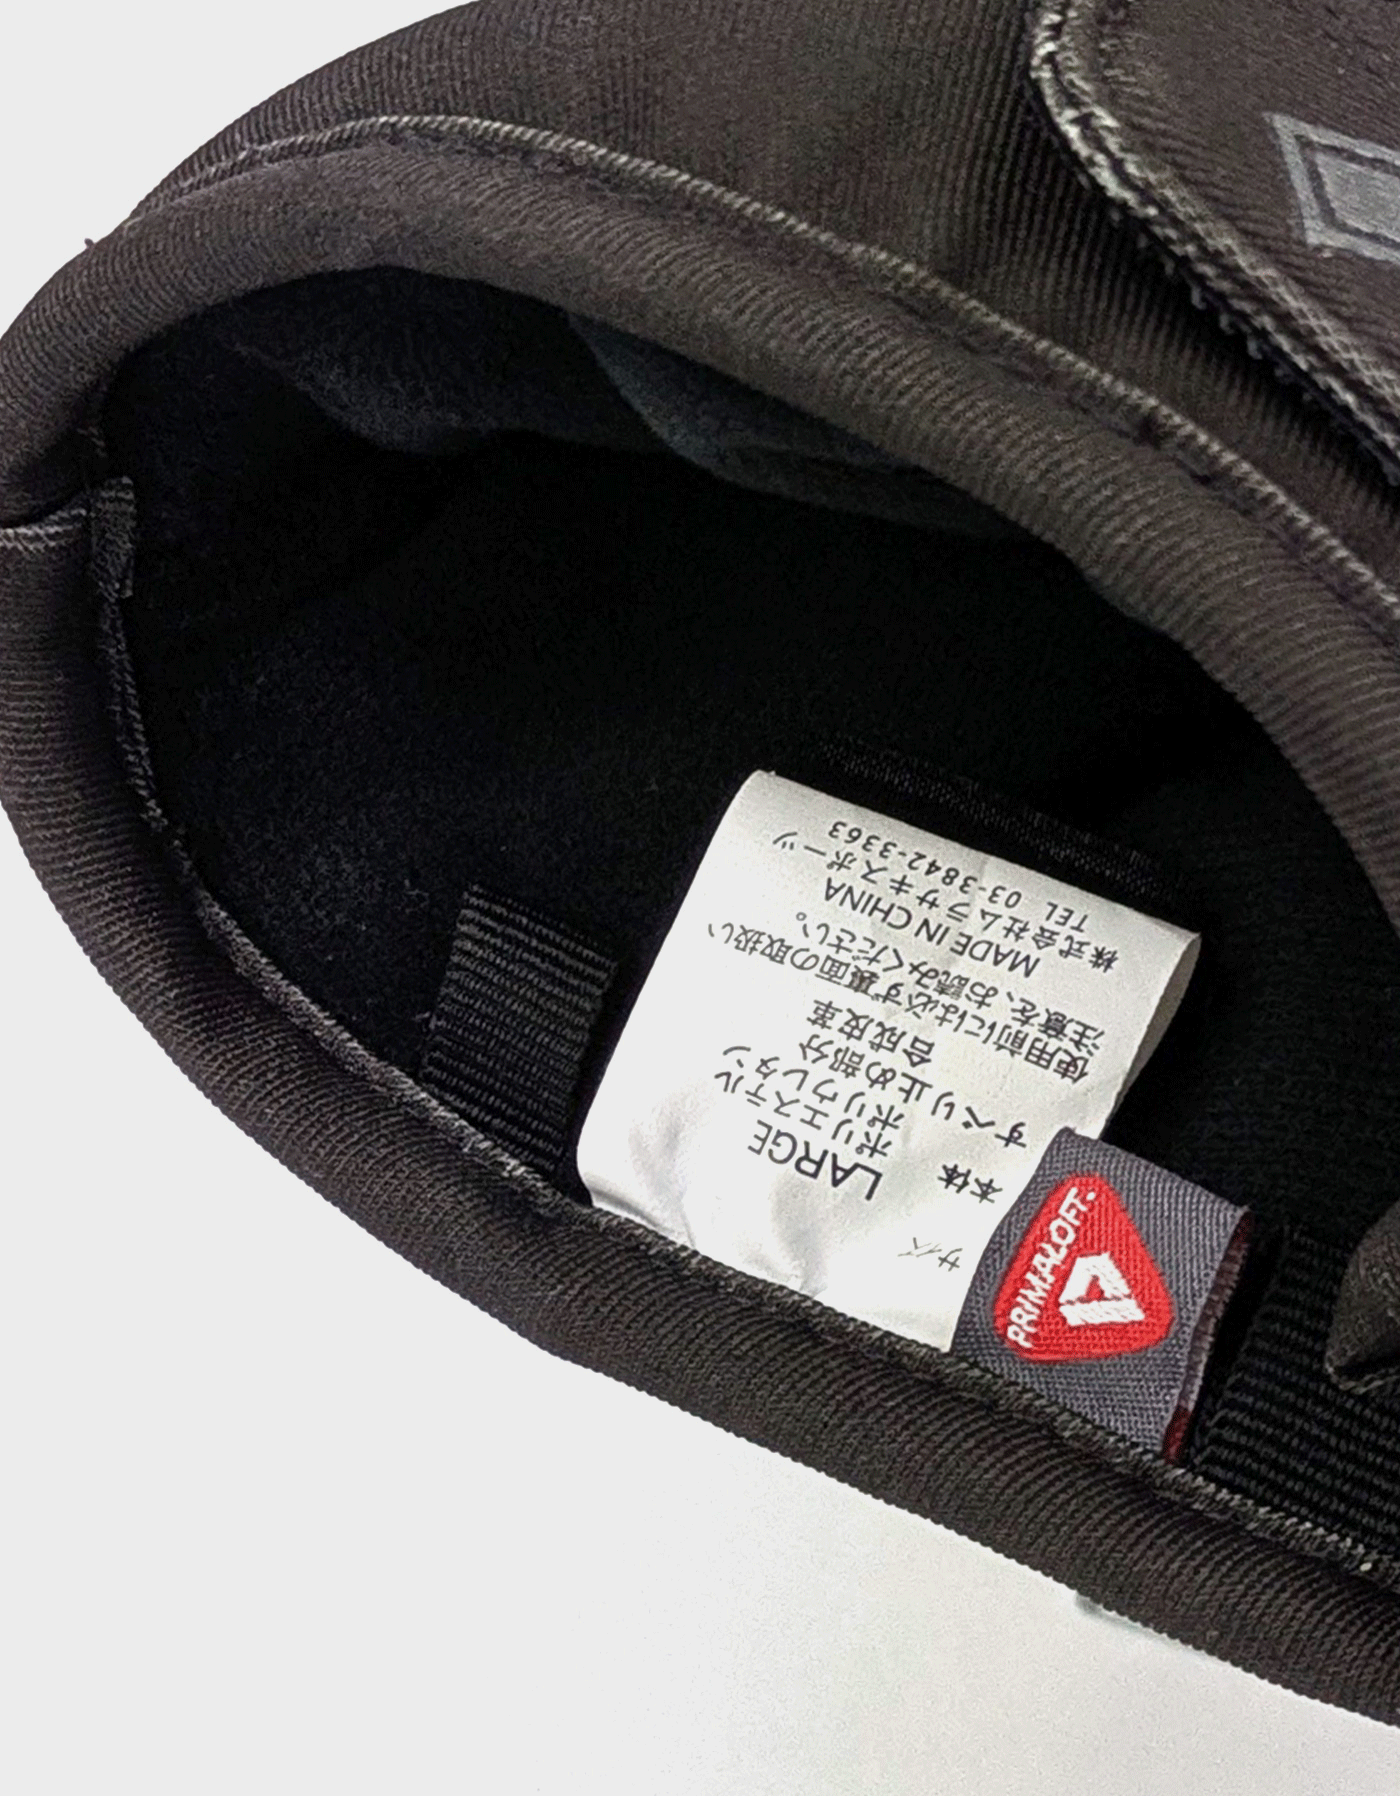 サイズ LARGE
本体 ポリエステル
ポリウレタン
すべり止め部分
合成皮革
使用前には必ず裏面の取扱い
注意を、お読みください。
MADE IN CHINA
株式会社ムラサキスポーツ
TEL 03-3842-3363
PRIMALOFT